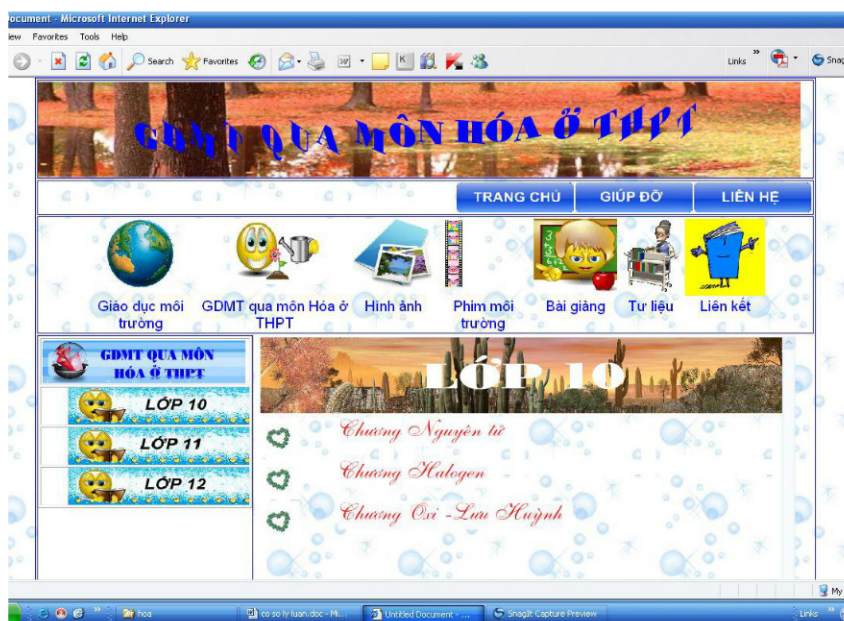 Document - Microsoft Internet Explorer
iew Favorites Tools Help
Search Favorites Links Snag
GDMT QUA MÔN HÓA Ở THPT
TRANG CHỦ GIÚP ĐỠ LIÊN HỆ
Giáo dục môi trường
GDMT qua môn Hóa ở THPT
Hình ảnh
Phim môi trường
Bài giảng
Tư liệu
Liên kết
GDMT QUA MÔN
HÓA Ở THPT
LỚP 10
LỚP 11
LỚP 12
LỚP 10
Chương Nguyên tử
Chương Halogen
Chương Oxi - Lưu Huỳnh
My
hoa co so ly luan.doc - Mi... Untitled Document - ... SnagIt Capture Preview Links